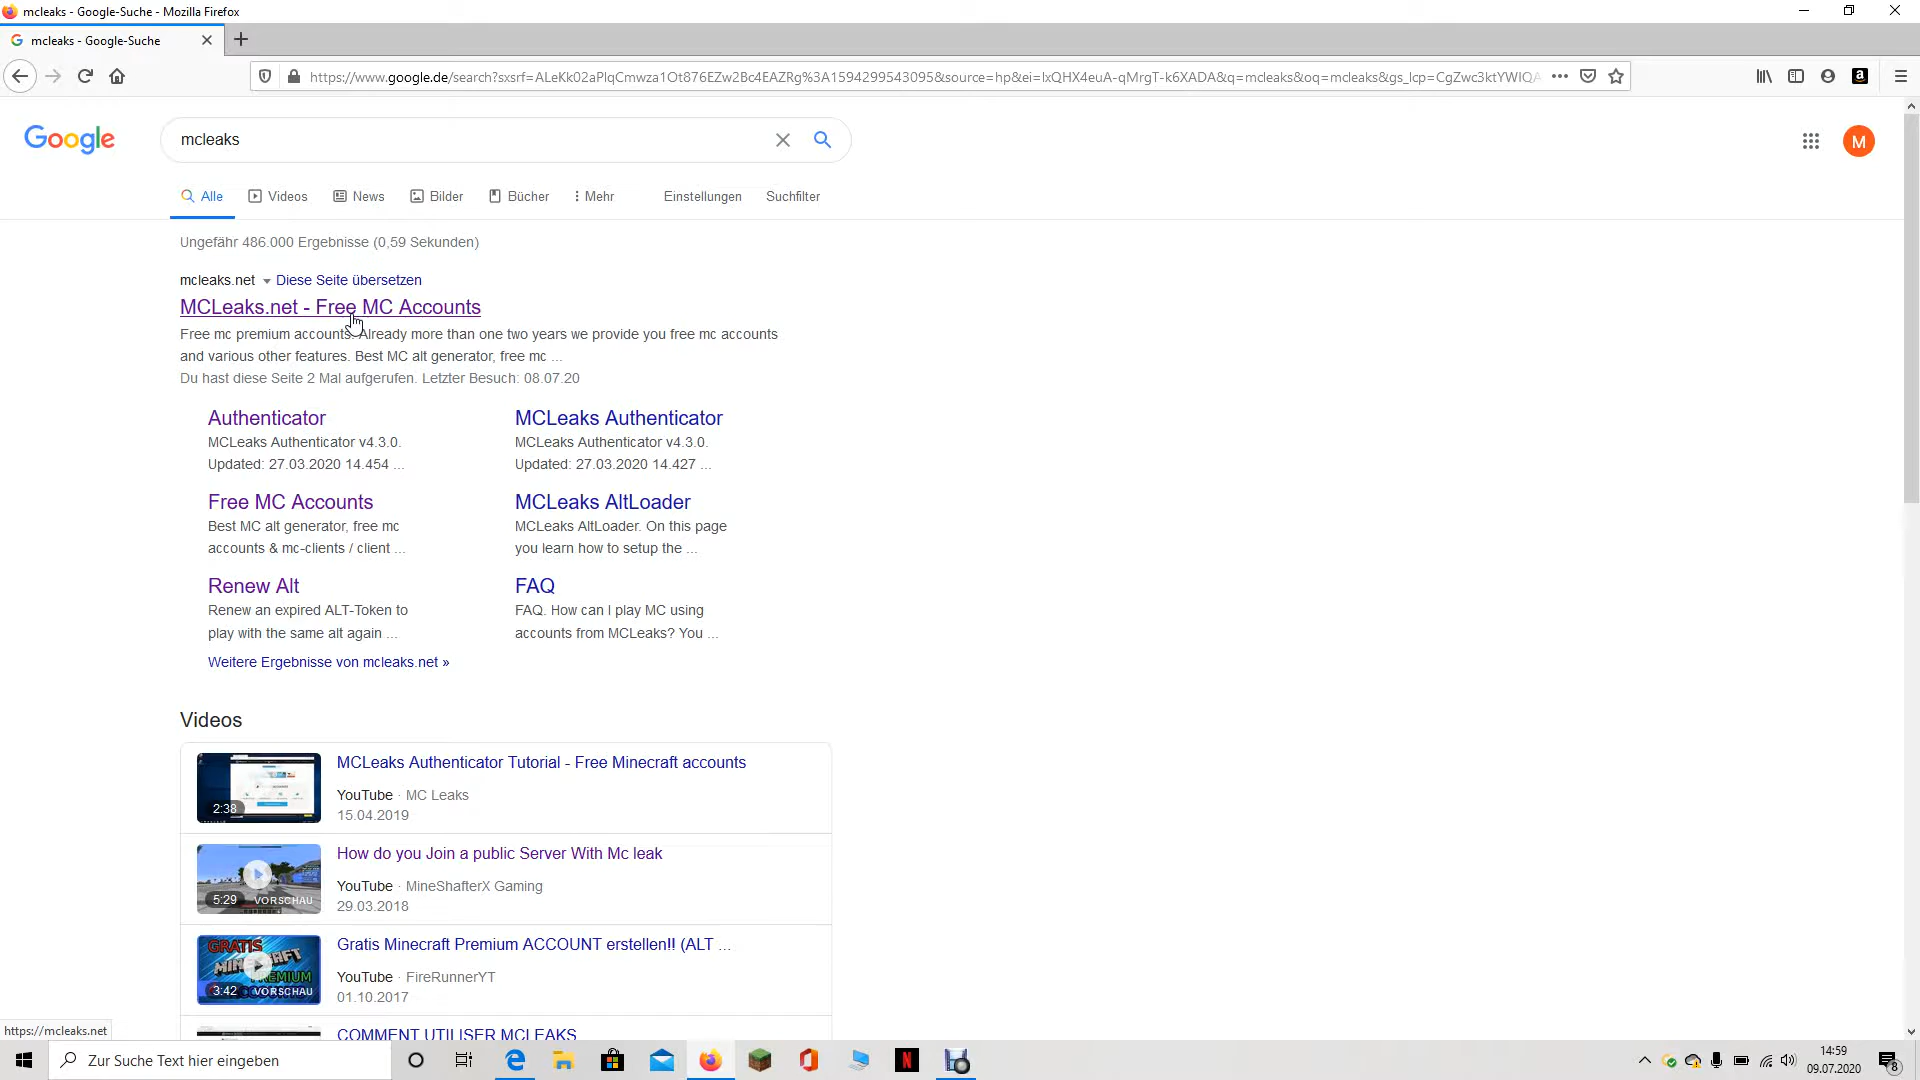 mcleaks - Google-Suche - Mozilla Firefox
mcleaks - Google-Suche
https://www.google.de/search?sxsrf=ALeKk02aPlqCmwza1Ot876EZw2Bc4EAZRg%3A1594299543095&source=hp&ei=lxQHX4euA-qMrgT-k6XADA&q=mcleaks&oq=mcleaks&gs_lcp=CgZwc3ktYWIQA
Google
mcleaks
M
Alle
Videos
News
Bilder
Bücher
Mehr
Einstellungen
Suchfilter
Ungefähr 486.000 Ergebnisse (0,59 Sekunden)
mcleaks.net
Diese Seite übersetzen
MCLeaks.net - Free MC Accounts
Free mc premium accounts. Already more than one two years we provide you free mc accounts
and various other features. Best MC alt generator, free mc ...
Du hast diese Seite 2 Mal aufgerufen. Letzter Besuch: 08.07.20
Authenticator
MCLeaks Authenticator v4.3.0.
Updated: 27.03.2020 14.454 ...
MCLeaks Authenticator
MCLeaks Authenticator v4.3.0.
Updated: 27.03.2020 14.427 ...
Free MC Accounts
Best MC alt generator, free mc
accounts & mc-clients / client ...
MCLeaks AltLoader
MCLeaks AltLoader. On this page
you learn how to setup the ...
Renew Alt
Renew an expired ALT-Token to
play with the same alt again ...
FAQ
FAQ. How can I play MC using
accounts from MCLeaks? You ...
Weitere Ergebnisse von mcleaks.net »
Videos
2:38
MCLeaks Authenticator Tutorial - Free Minecraft accounts
YouTube · MC Leaks
15.04.2019
5:29 VORSCHAU
How do you Join a public Server With Mc leak
YouTube · MineShafterX Gaming
29.03.2018
GRATIS
MINECRAFT
PREMIUM
3:42 VORSCHAU
Gratis Minecraft Premium ACCOUNT erstellen!! (ALT ...
YouTube · FireRunnerYT
01.10.2017
COMMENT UTILISER MCLEAKS
https://mcleaks.net
Zur Suche Text hier eingeben
14:59
09.07.2020
8